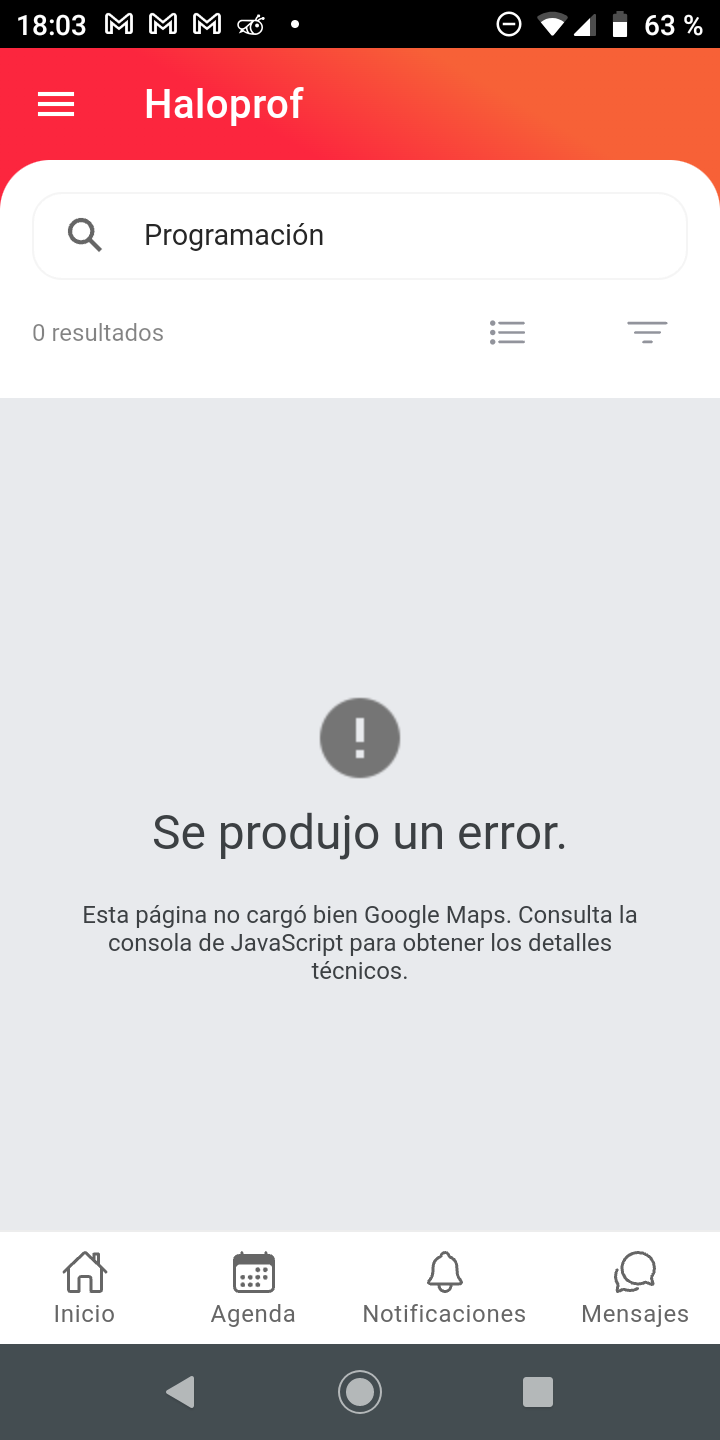 18:03
63 %
Haloprof
Programación
0 resultados
Se produjo un error.
Esta página no cargó bien Google Maps. Consulta la
consola de JavaScript para obtener los detalles
técnicos.
Inicio
Agenda
Notificaciones
Mensajes